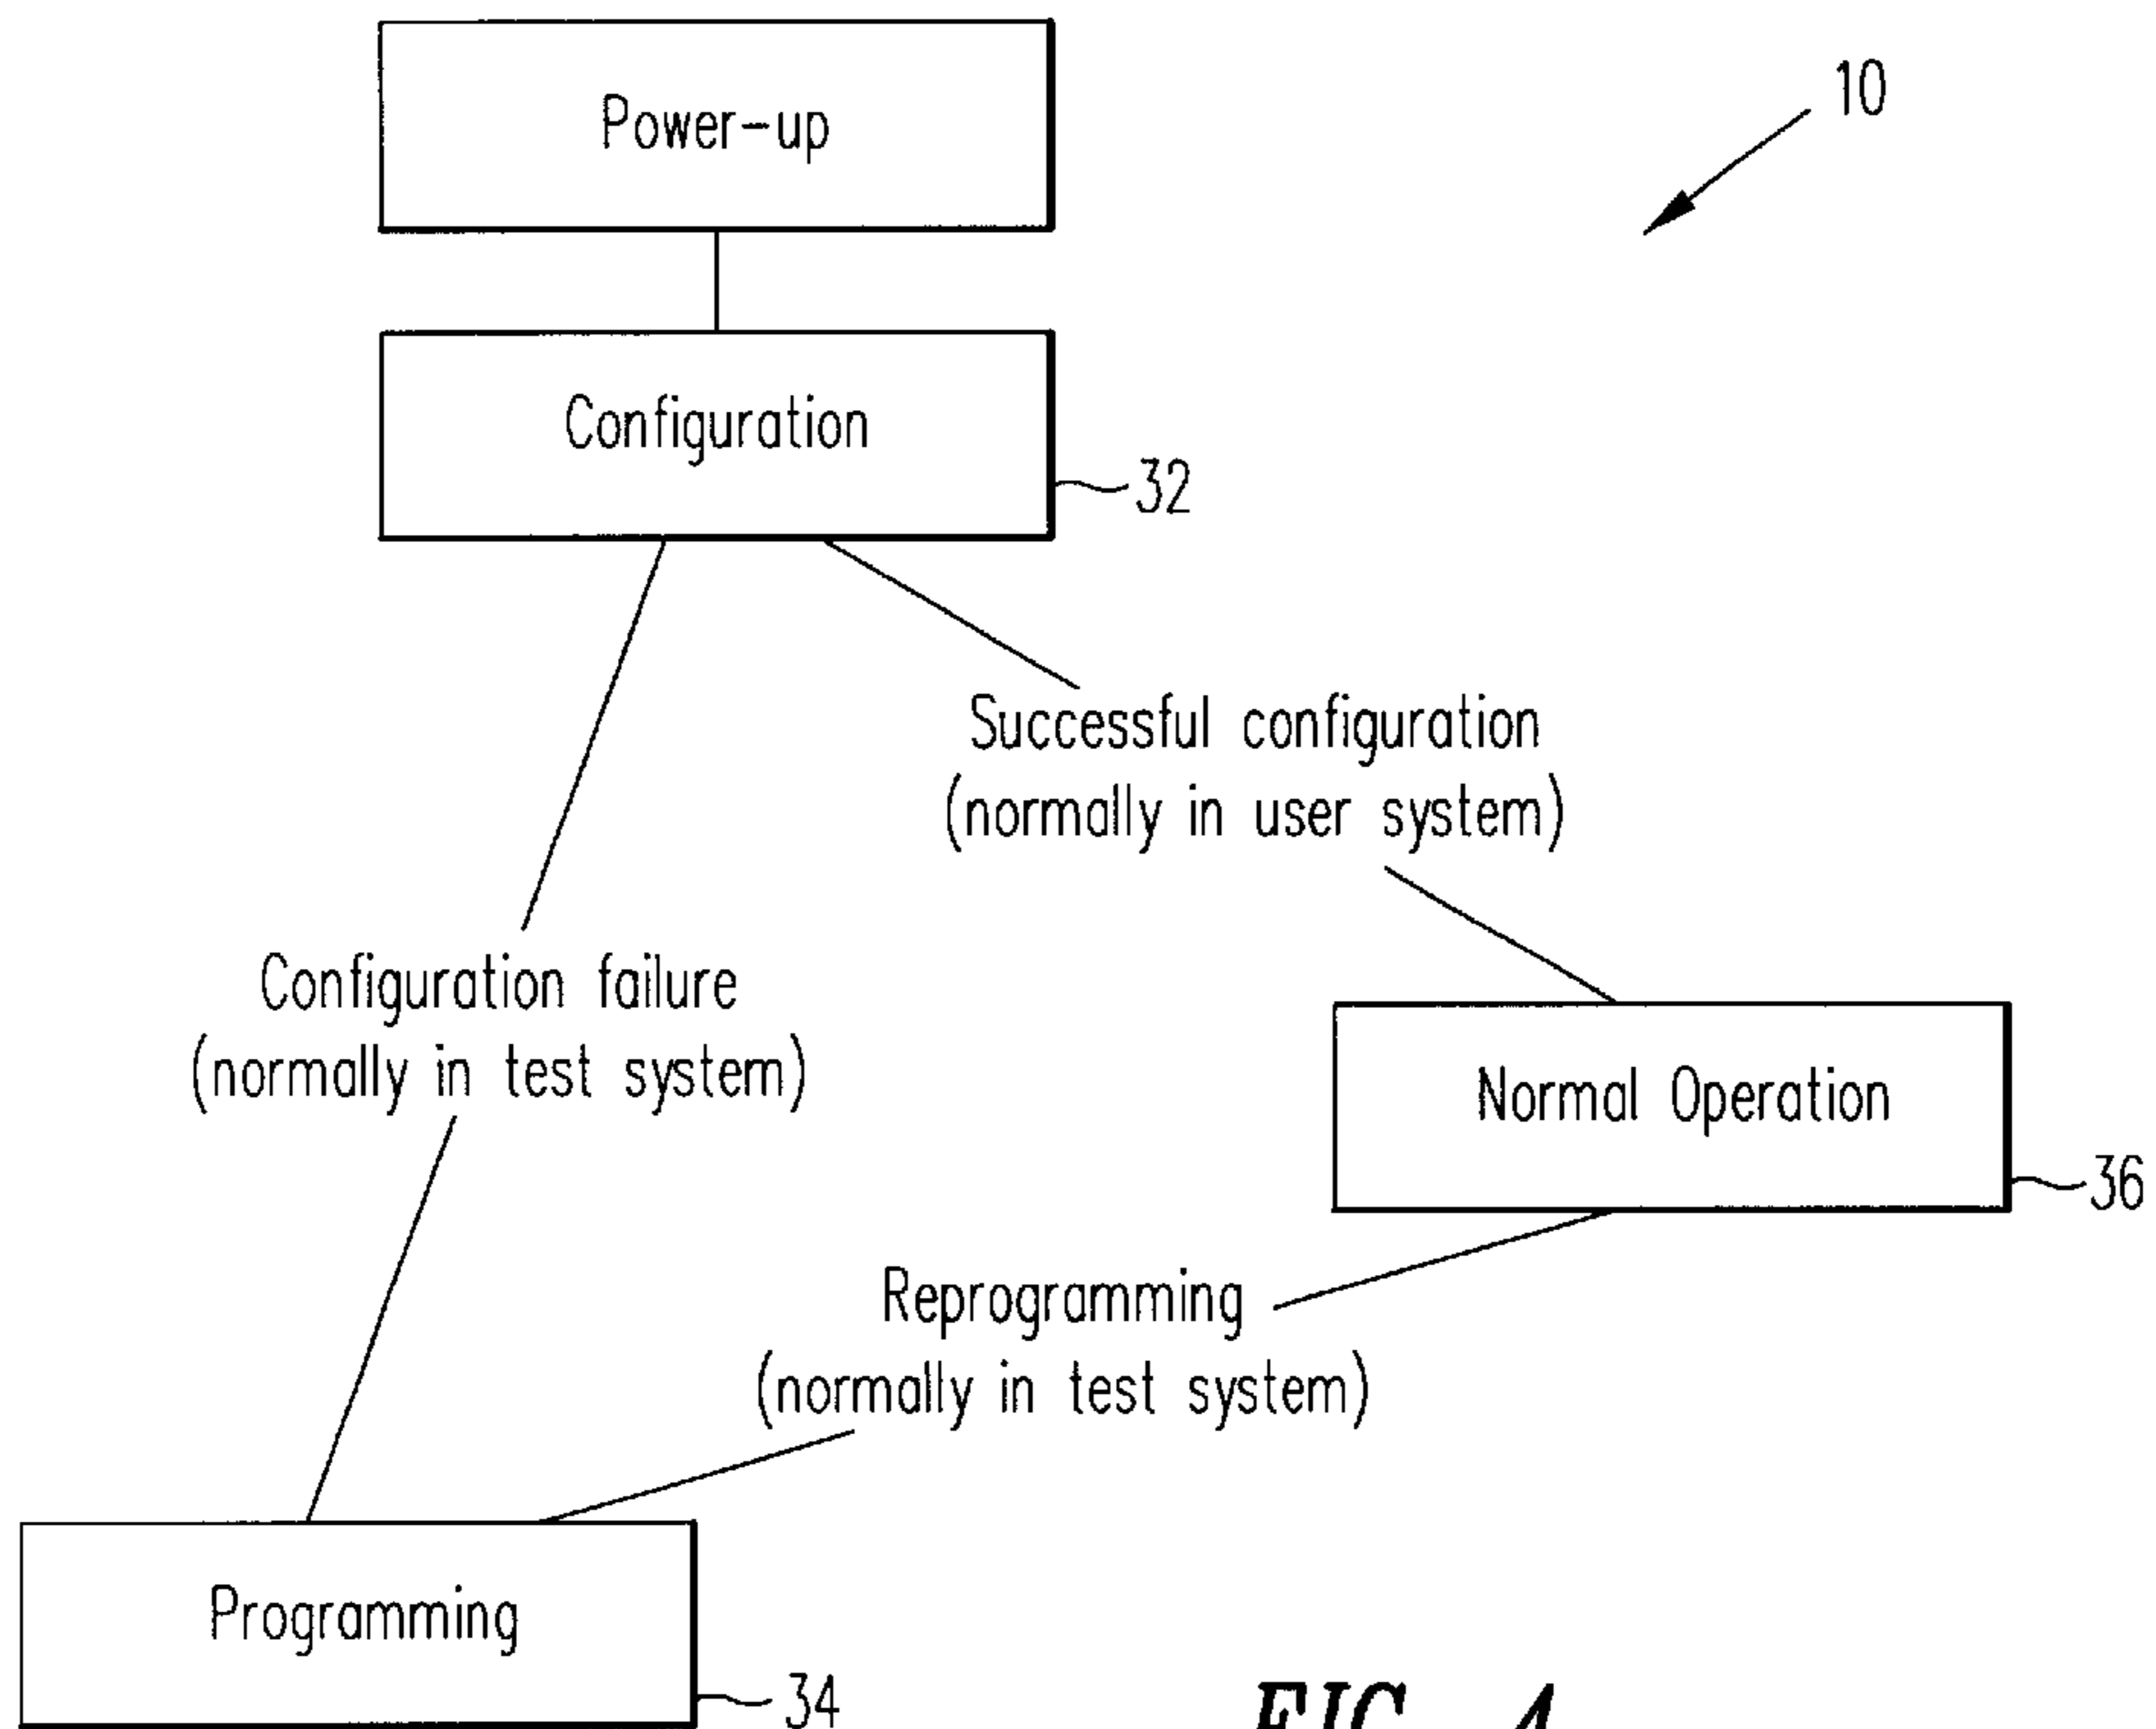 Power-up
10
Configuration
32
Successful configuration
(normally in user system)
Configuration failure
(normally in test system)
Normal Operation
36
Reprogramming
(normally in test system)
Programming
34